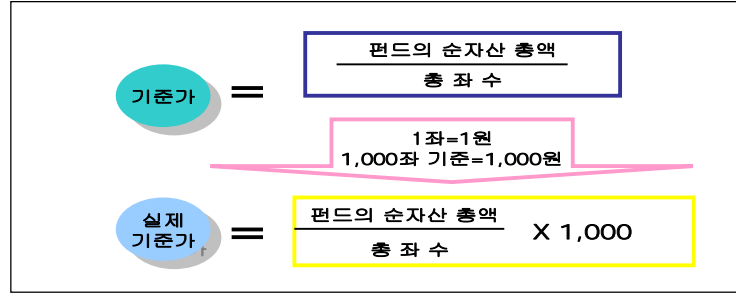 펀드의 순자산 총액
총 좌 수
기준가
=
1좌=1원
1,000좌 기준=1,000원
실제
기준가
=
펀드의 순자산 총액
총 좌 수
X 1,000
r